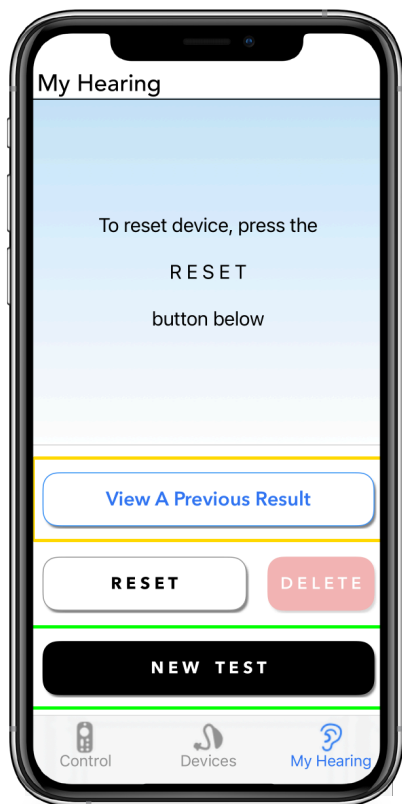 My Hearing
To reset device, press the
RESET
button below
View A Previous Result
RESET DELETE
NEW TEST
Control Devices My Hearing